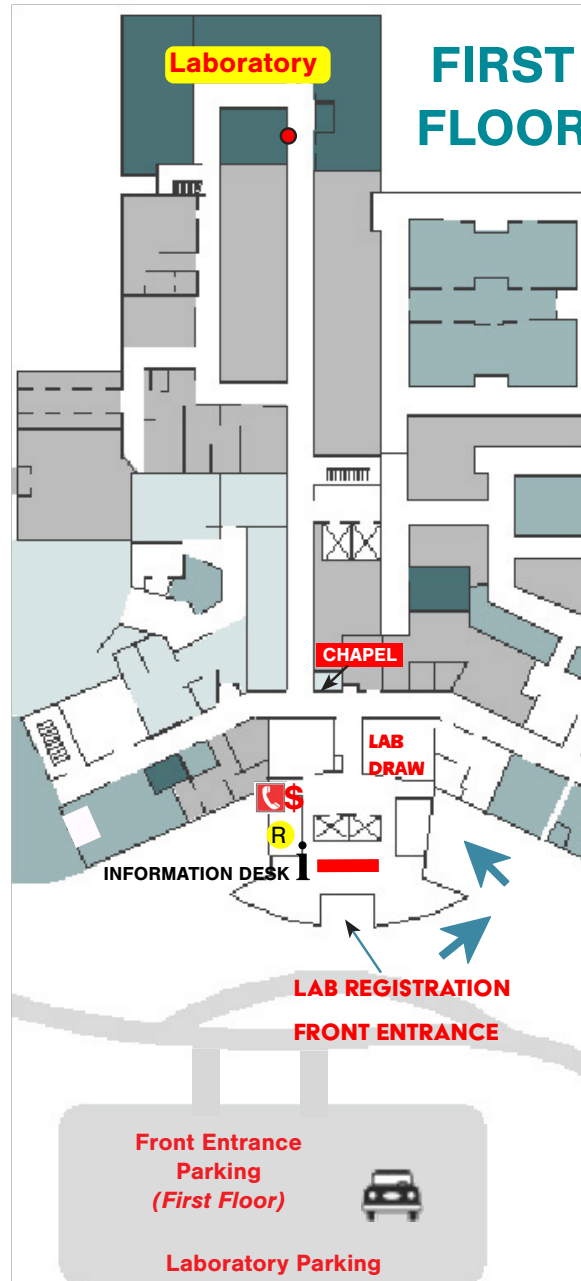 Laboratory
FIRST
FLOOR
CHAPEL
LAB
DRAW
$
R
INFORMATION DESK i
LAB REGISTRATION
FRONT ENTRANCE
Front Entrance
Parking
(First Floor)
Laboratory Parking